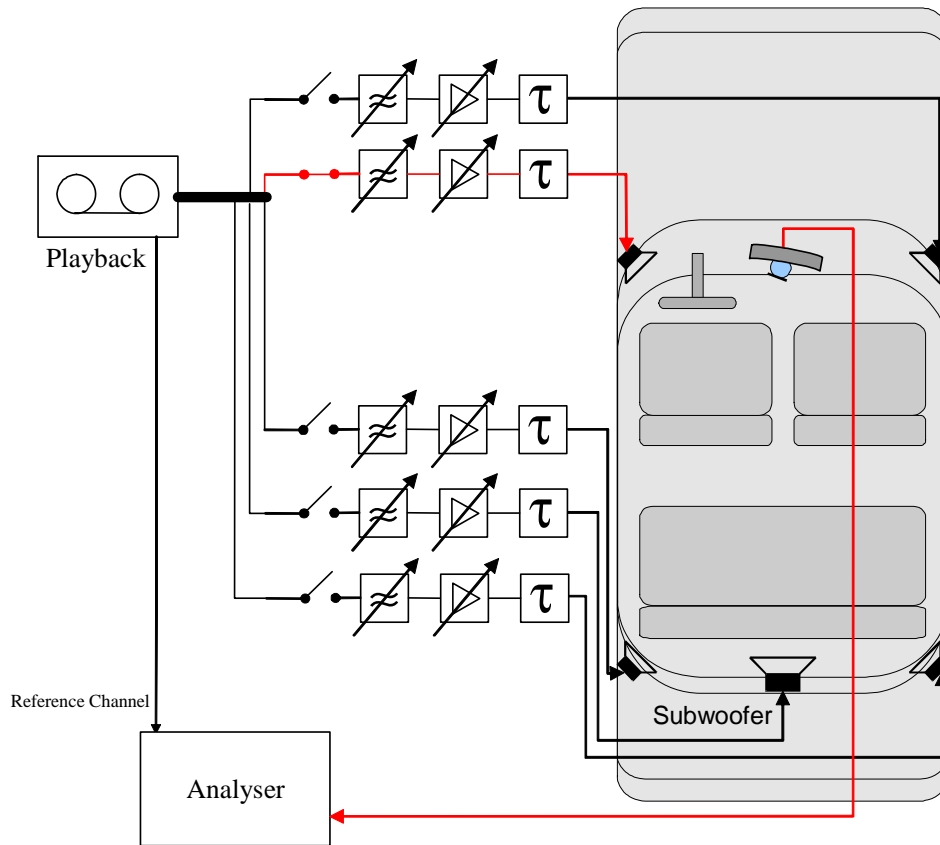 τ
τ
Playback
τ
τ
τ
Reference Channel
Subwoofer
Analyser